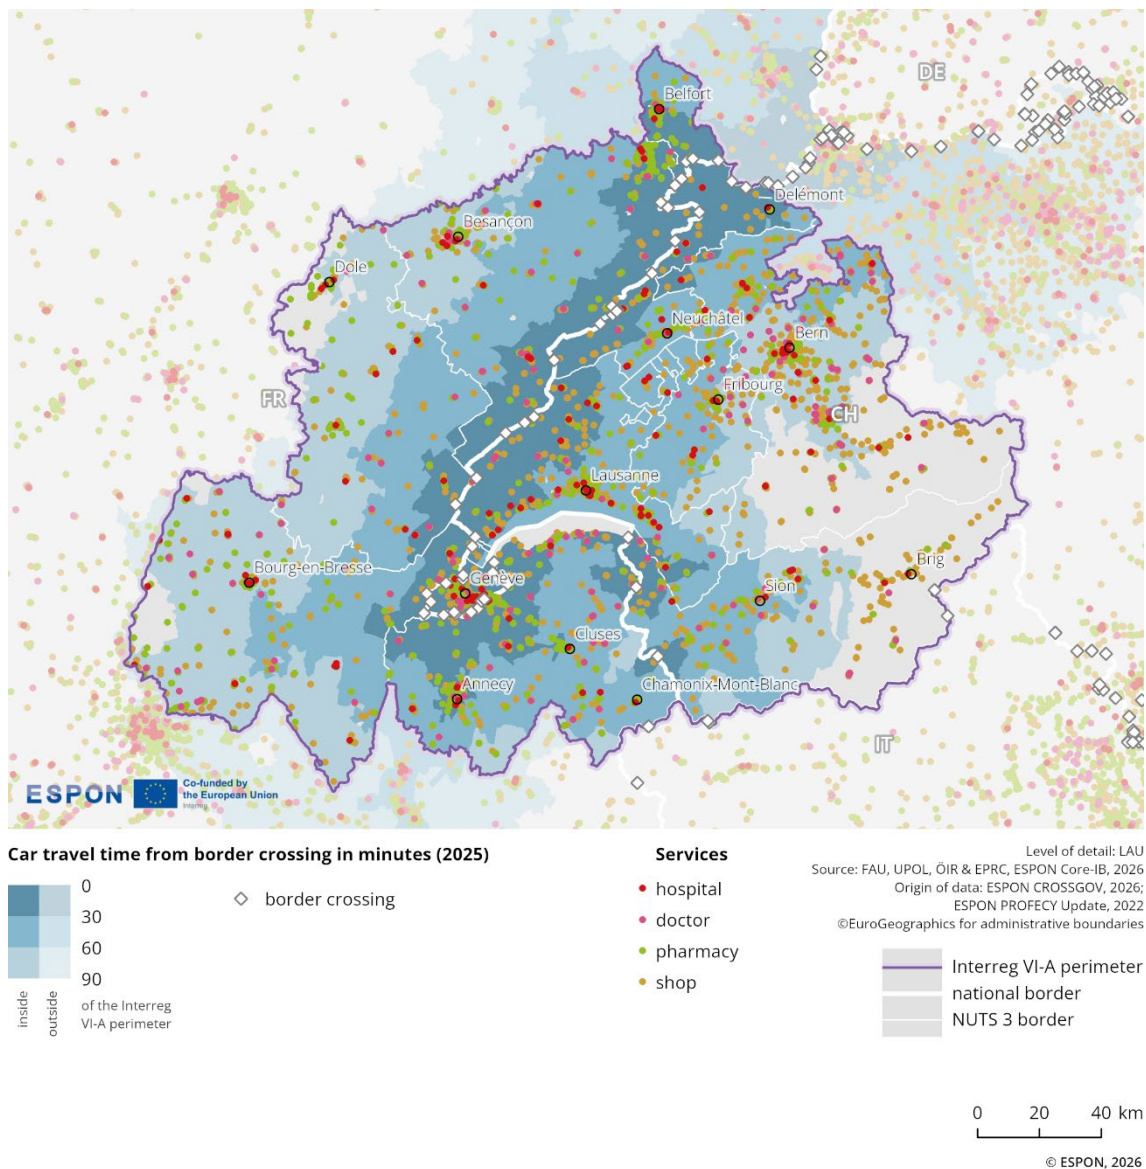 DE
Belfort
Delémont
Besançon
Dole
Neuchâtel
Bern
FR
Fribourg
CH
Lausanne
Bourg-en-Bresse
Genève
Brig
Sion
Cluses
Annecy
Chamonix-Mont-Blanc
IT
ESPON
Co-funded by
the European Union
Interreg
Car travel time from border crossing in minutes (2025)
0
30
60
90
inside
outside
of the Interreg
VI-A perimeter
border crossing
Services
hospital
doctor
pharmacy
shop
Level of detail: LAU
Source: FAU, UPOL, ÖIR & EPRC, ESPON Core-IB, 2026
Origin of data: ESPON CROSSGOV, 2026;
ESPON PROFECY Update, 2022
©EuroGeographics for administrative boundaries
Interreg VI-A perimeter
national border
NUTS 3 border
0 20 40 km
© ESPON, 2026